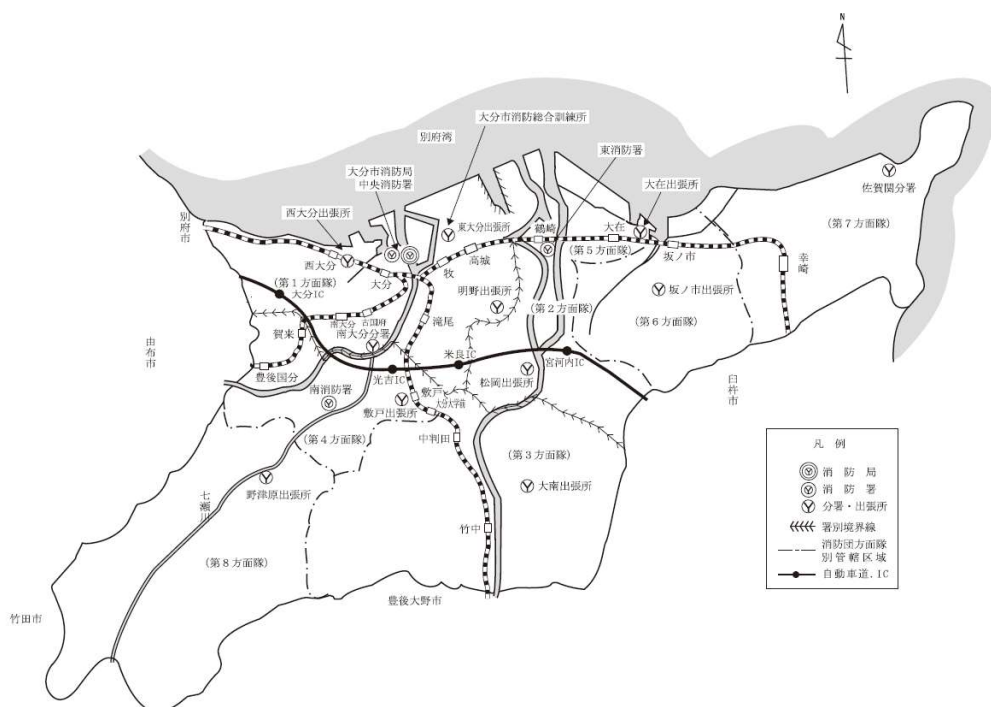 N
大分市消防総合訓練所
別府湾
東消防署
大分市消防局
中央消防署
大在出張所
佐賀関分署
西大分出張所
別府市
東大分出張所
鶴崎
大在
(第7方面隊)
(第5方面隊)
坂ノ市
幸崎
西大分
大分
牧
高城
(第1方面隊)
大分IC
明野出張所
坂ノ市出張所
(第2方面隊)
(第6方面隊)
南大分
古国府
滝尾
賀来
南大分分署
由布市
米良IC
宮河内IC
臼杵市
豊後国分
光吉IC
松岡出張所
敷戸
大分大学前
南消防署
敷戸出張所
(第4方面隊)
中判田
(第3方面隊)
大南出張所
野津原出張所
七瀬川
竹中
(第8方面隊)
豊後大野市
竹田市
凡例
消防局
消防署
分署・出張所
署別境界線
消防団方面隊
別管轄区域
自動車道.IC